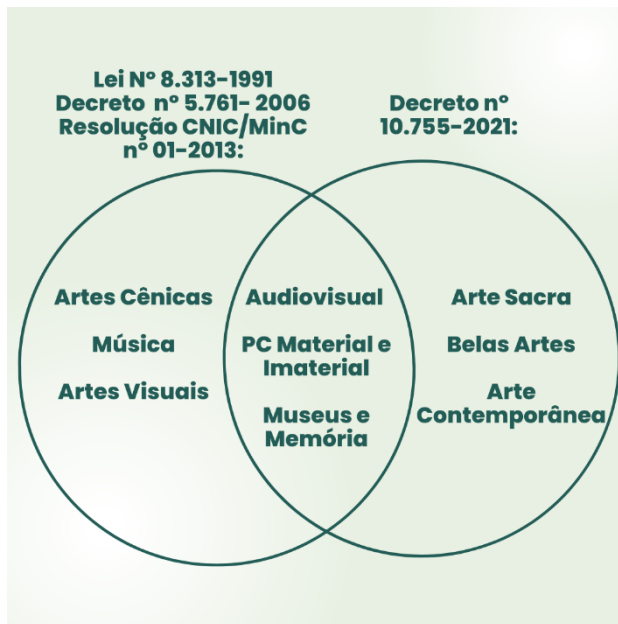 Lei Nº 8.313-1991
Decreto nº 5.761- 2006
Resolução CNIC/MinC
nº 01-2013:
Decreto nº
10.755-2021:
Artes Cênicas
Música
Artes Visuais
Audiovisual
PC Material e
Imaterial
Museus e
Memória
Arte Sacra
Belas Artes
Arte
Contemporânea